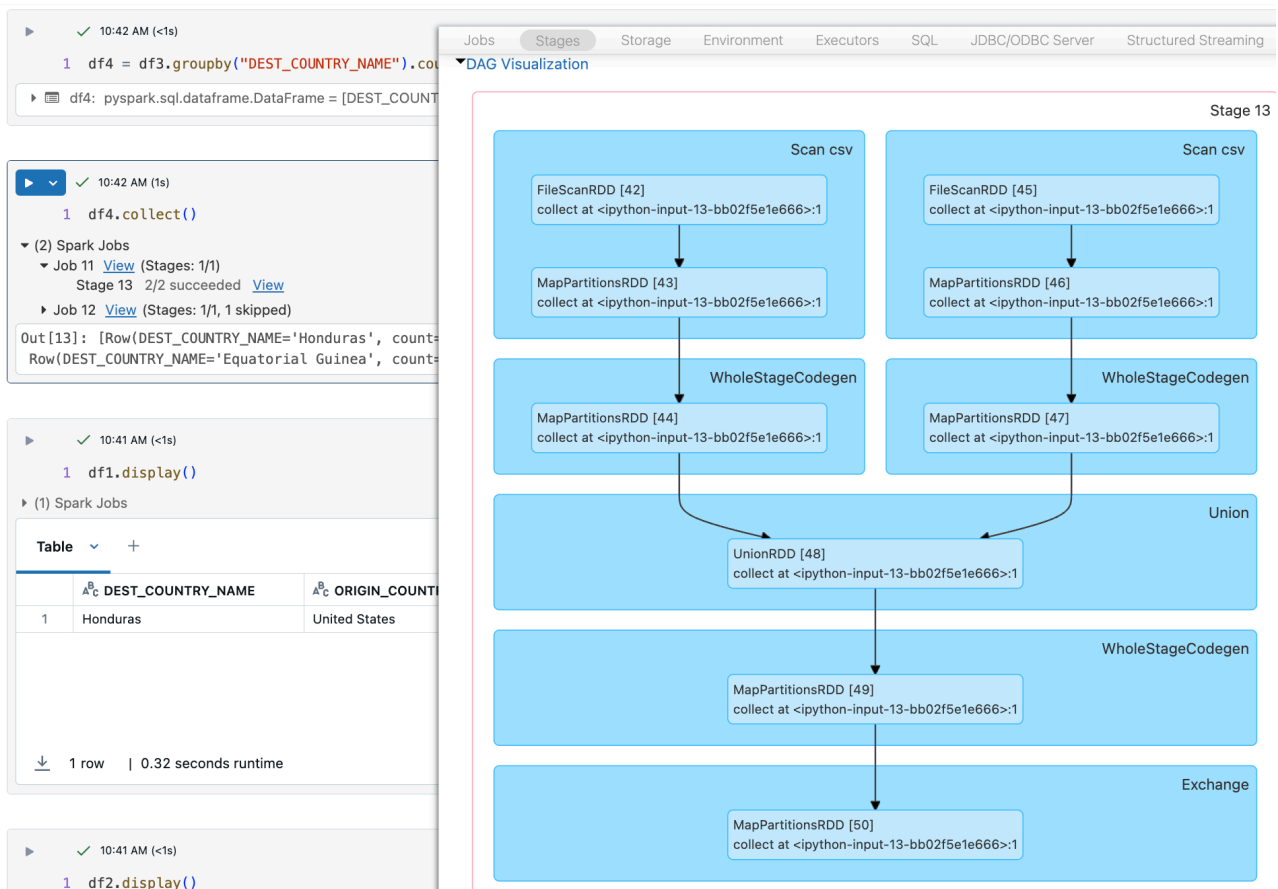 10:42 AM (<1s)
1 df4 = df3.groupby("DEST_COUNTRY_NAME").cou
df4: pyspark.sql.dataframe.DataFrame = [DEST_COUNT
10:42 AM (1s)
1 df4.collect()
(2) Spark Jobs
Job 11 View (Stages: 1/1)
Stage 13 2/2 succeeded View
Job 12 View (Stages: 1/1, 1 skipped)
Out[13]: [Row(DEST_COUNTRY_NAME='Honduras', count=
Row(DEST_COUNTRY_NAME='Equatorial Guinea', count=
10:41 AM (<1s)
1 df1.display()
(1) Spark Jobs
Table
ABC DEST_COUNTRY_NAME ABC ORIGIN_COUNT
1 Honduras United States
1 row | 0.32 seconds runtime
10:41 AM (<1s)
1 df2.display()
Jobs Stages Storage Environment Executors SQL JDBC/ODBC Server Structured Streaming
DAG Visualization
Stage 13
Scan csv
FileScanRDD [42]
collect at <ipython-input-13-bb02f5e1e666>:1
MapPartitionsRDD [43]
collect at <ipython-input-13-bb02f5e1e666>:1
Scan csv
FileScanRDD [45]
collect at <ipython-input-13-bb02f5e1e666>:1
MapPartitionsRDD [46]
collect at <ipython-input-13-bb02f5e1e666>:1
WholeStageCodegen
MapPartitionsRDD [44]
collect at <ipython-input-13-bb02f5e1e666>:1
WholeStageCodegen
MapPartitionsRDD [47]
collect at <ipython-input-13-bb02f5e1e666>:1
Union
UnionRDD [48]
collect at <ipython-input-13-bb02f5e1e666>:1
WholeStageCodegen
MapPartitionsRDD [49]
collect at <ipython-input-13-bb02f5e1e666>:1
Exchange
MapPartitionsRDD [50]
collect at <ipython-input-13-bb02f5e1e666>:1